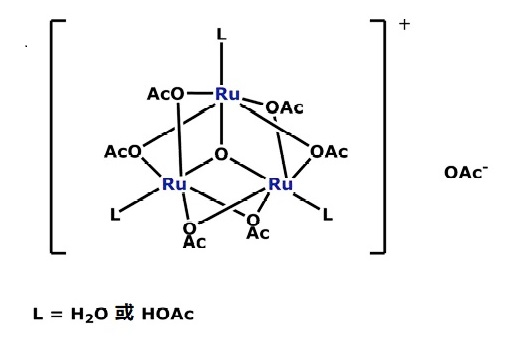 L
+
AcO Ru OAc
AcO O OAc
OAc-
Ru Ru
L O O L
Ac Ac
L = H₂O 或 HOAc